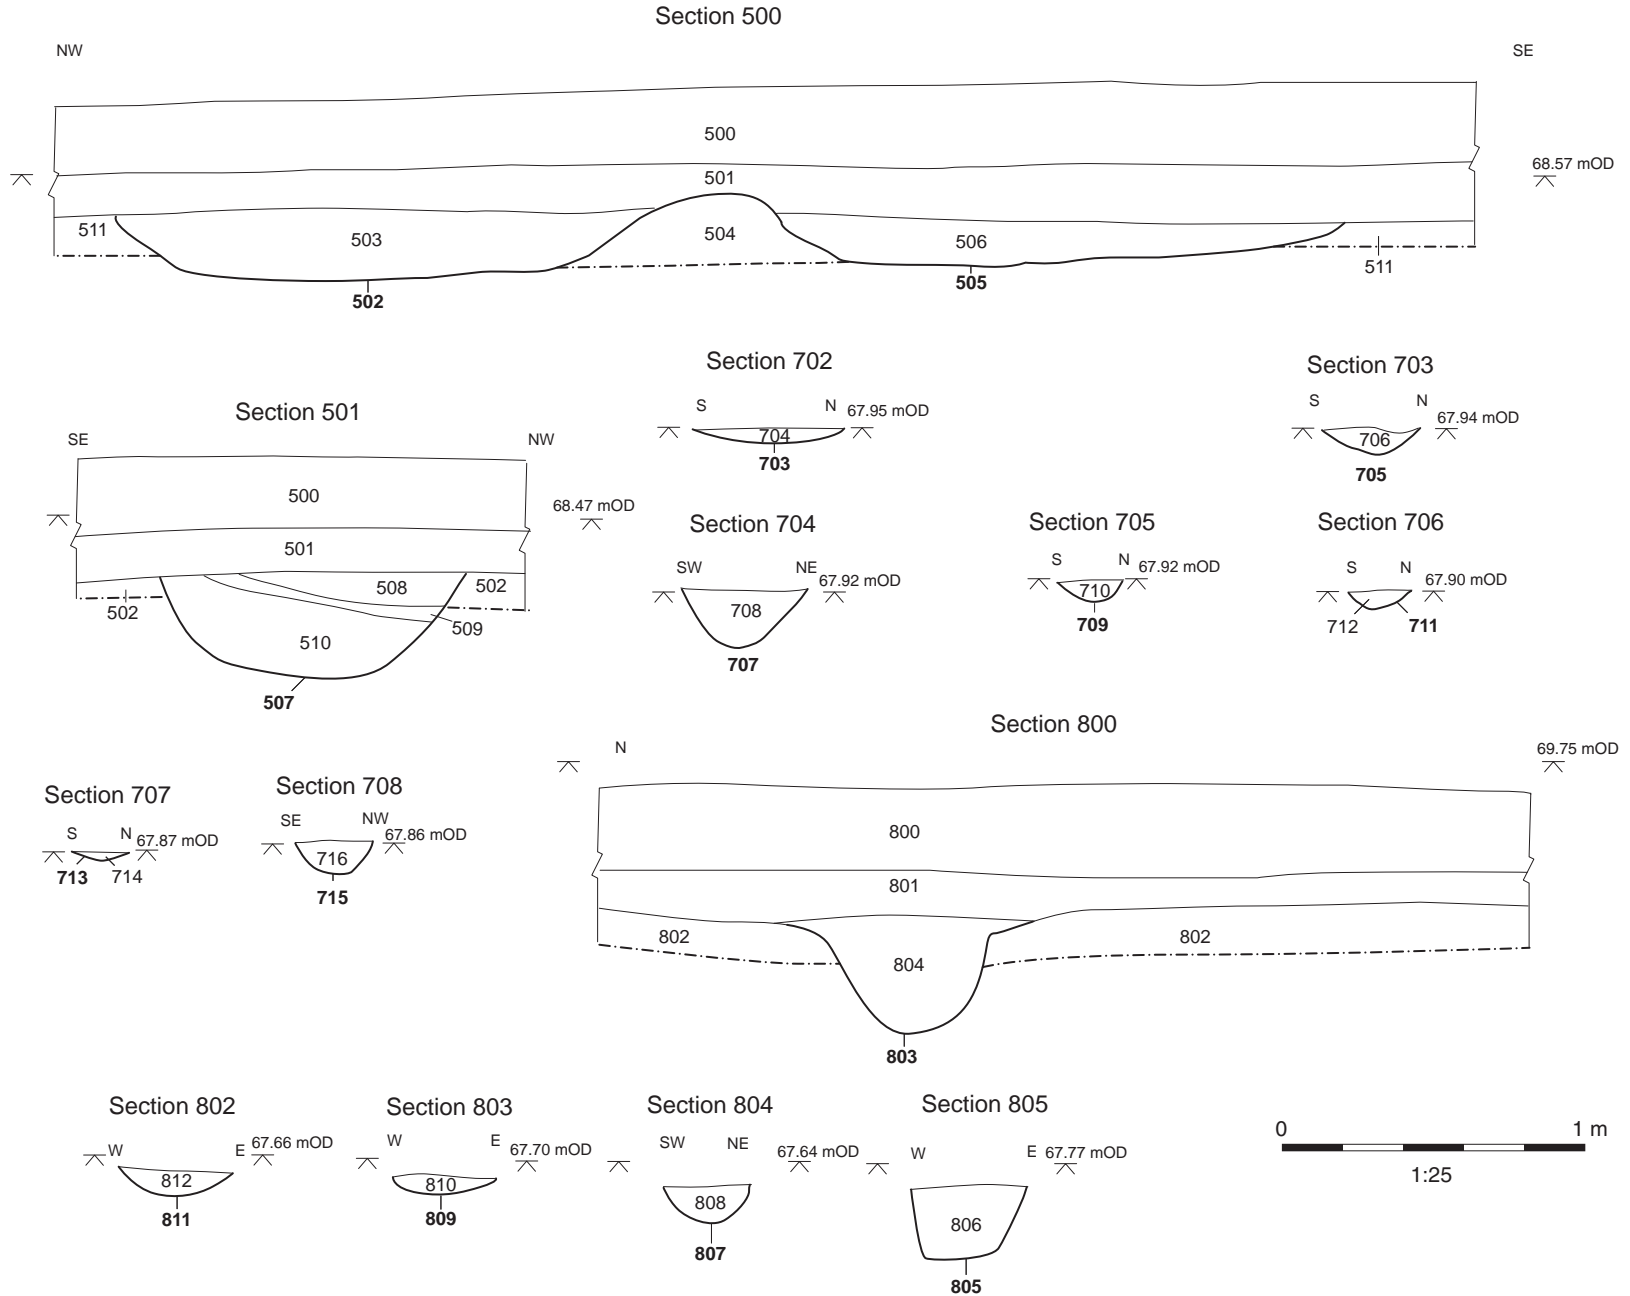 Section 500
NW
SE
500
68.57 mOD
501
511
503
504
506
511
502
505
Section 702
Section 703
S
N
67.95 mOD
704
703
S
N
67.94 mOD
706
705
Section 501
SE
NW
500
68.47 mOD
501
508
502
502
509
510
507
Section 704
SW
NE
67.92 mOD
708
707
Section 705
S
N
67.92 mOD
710
709
Section 706
S
N
67.90 mOD
712
711
Section 800
N
69.75 mOD
800
801
802
802
804
803
Section 707
S
N
67.87 mOD
713
714
Section 708
SE
NW
67.86 mOD
716
715
Section 802
W
E
67.66 mOD
812
811
Section 803
W
E
67.70 mOD
810
809
Section 804
SW
NE
67.64 mOD
808
807
Section 805
W
E
67.77 mOD
806
805
0
1 m
1:25